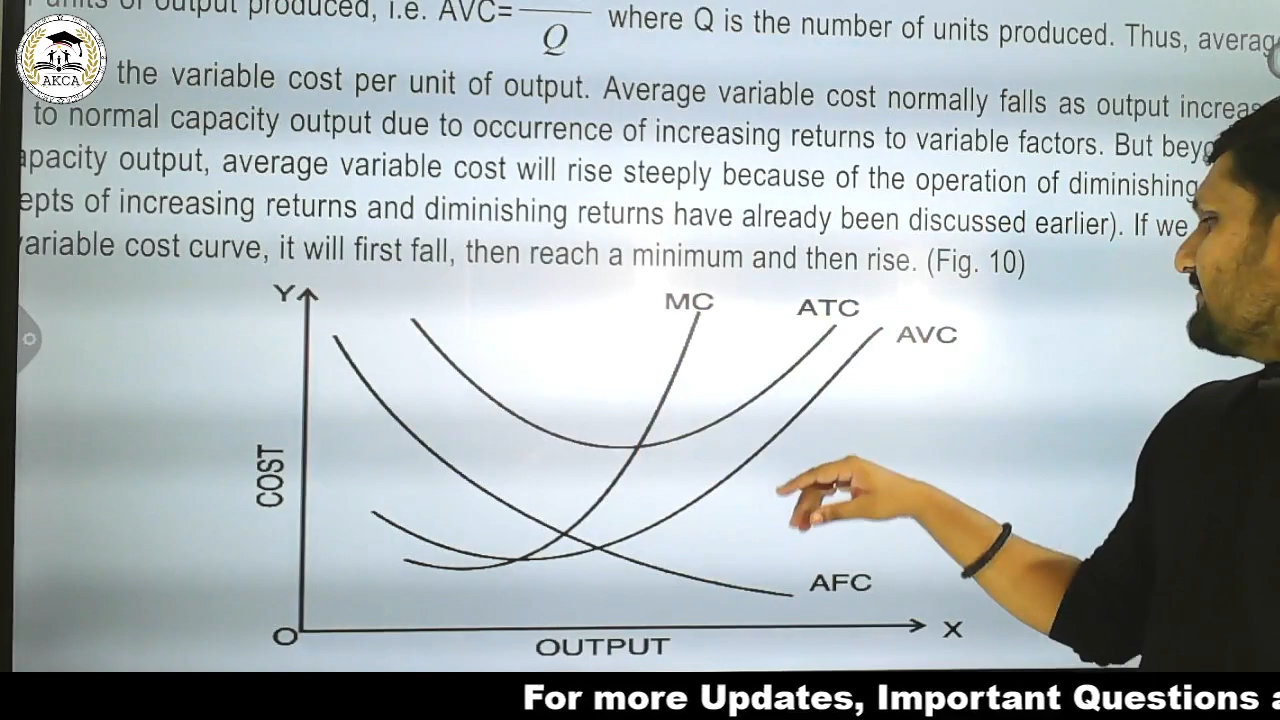 units of output produced, i.e. AVC= where Q is the number of units produced. Thus, averag
Q
AKCA
the variable cost per unit of output. Average variable cost normally falls as output increas
to normal capacity output due to occurrence of increasing returns to variable factors. But bey
apacity output, average variable cost will rise steeply because of the operation of diminishing
epts of increasing returns and diminishing returns have already been discussed earlier). If we
ariable cost curve, it will first fall, then reach a minimum and then rise. (Fig. 10)
Y
MC
ATC
AVC
COST
AFC
O
X
OUTPUT
For more Updates, Important Questions a